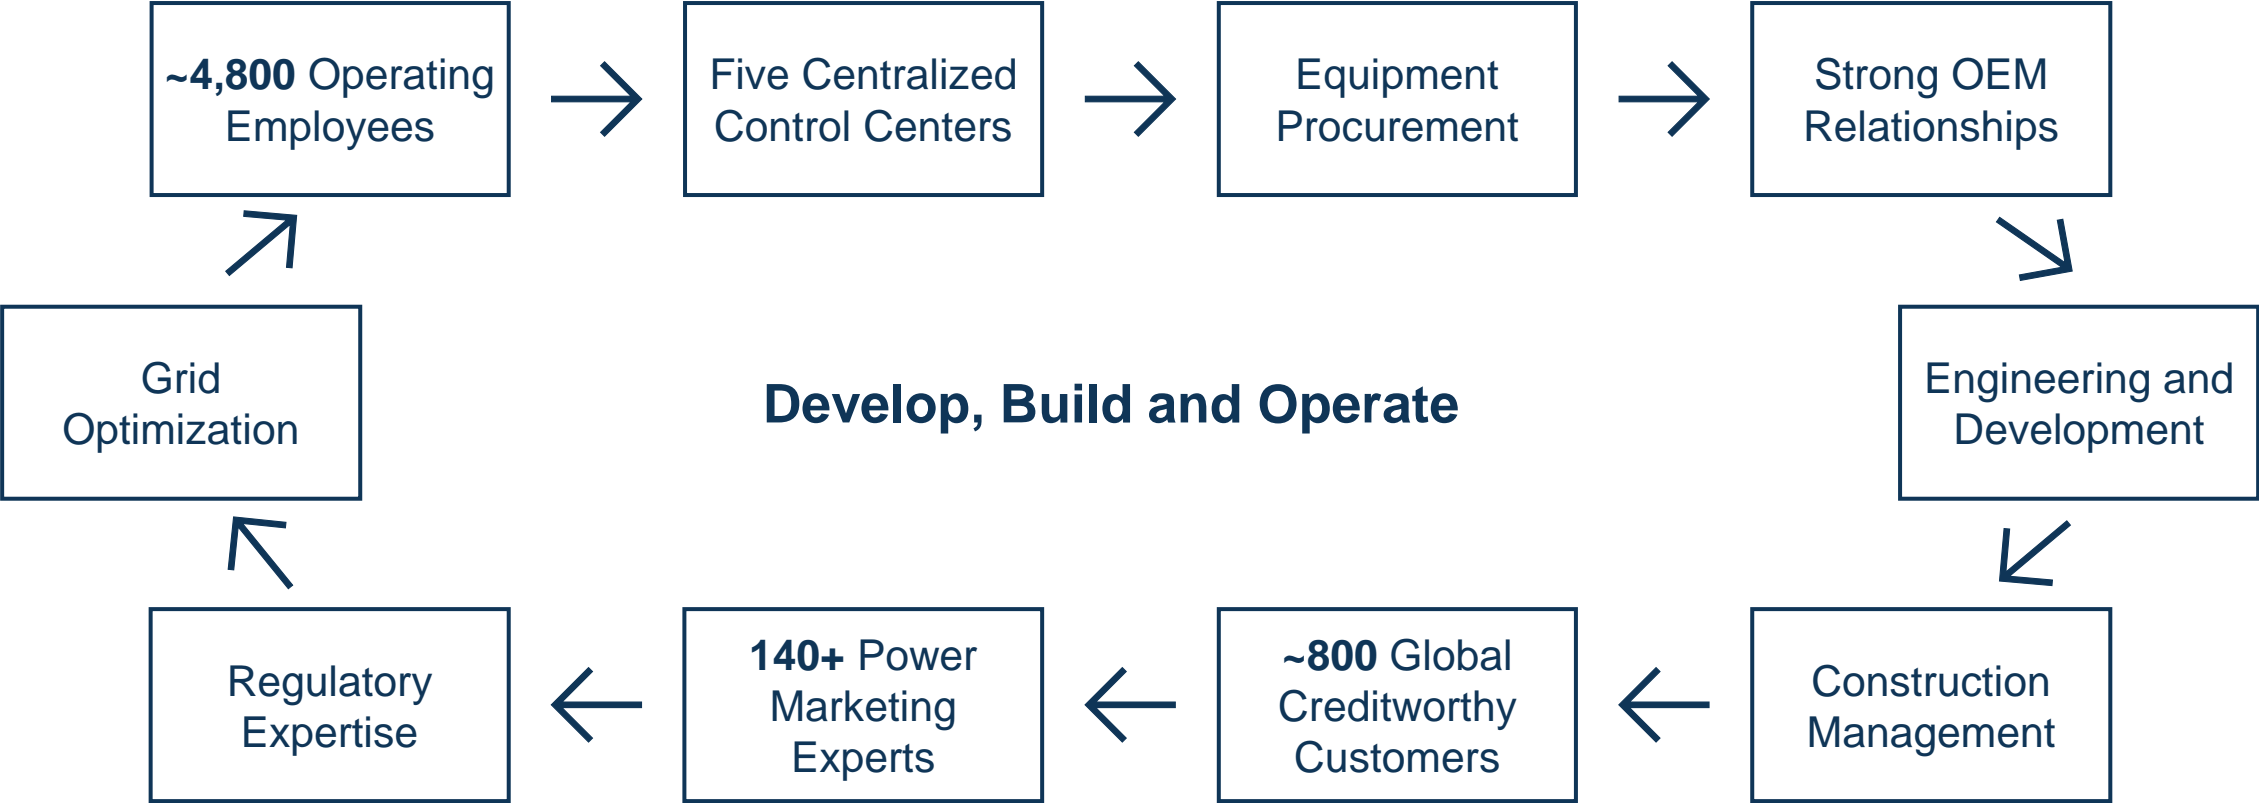 ~4,800 Operating
Employees
Five Centralized
Control Centers
Equipment
Procurement
Strong OEM
Relationships
Grid
Optimization
Develop, Build and Operate
Engineering and
Development
Regulatory
Expertise
140+ Power
Marketing
Experts
~800 Global
Creditworthy
Customers
Construction
Management